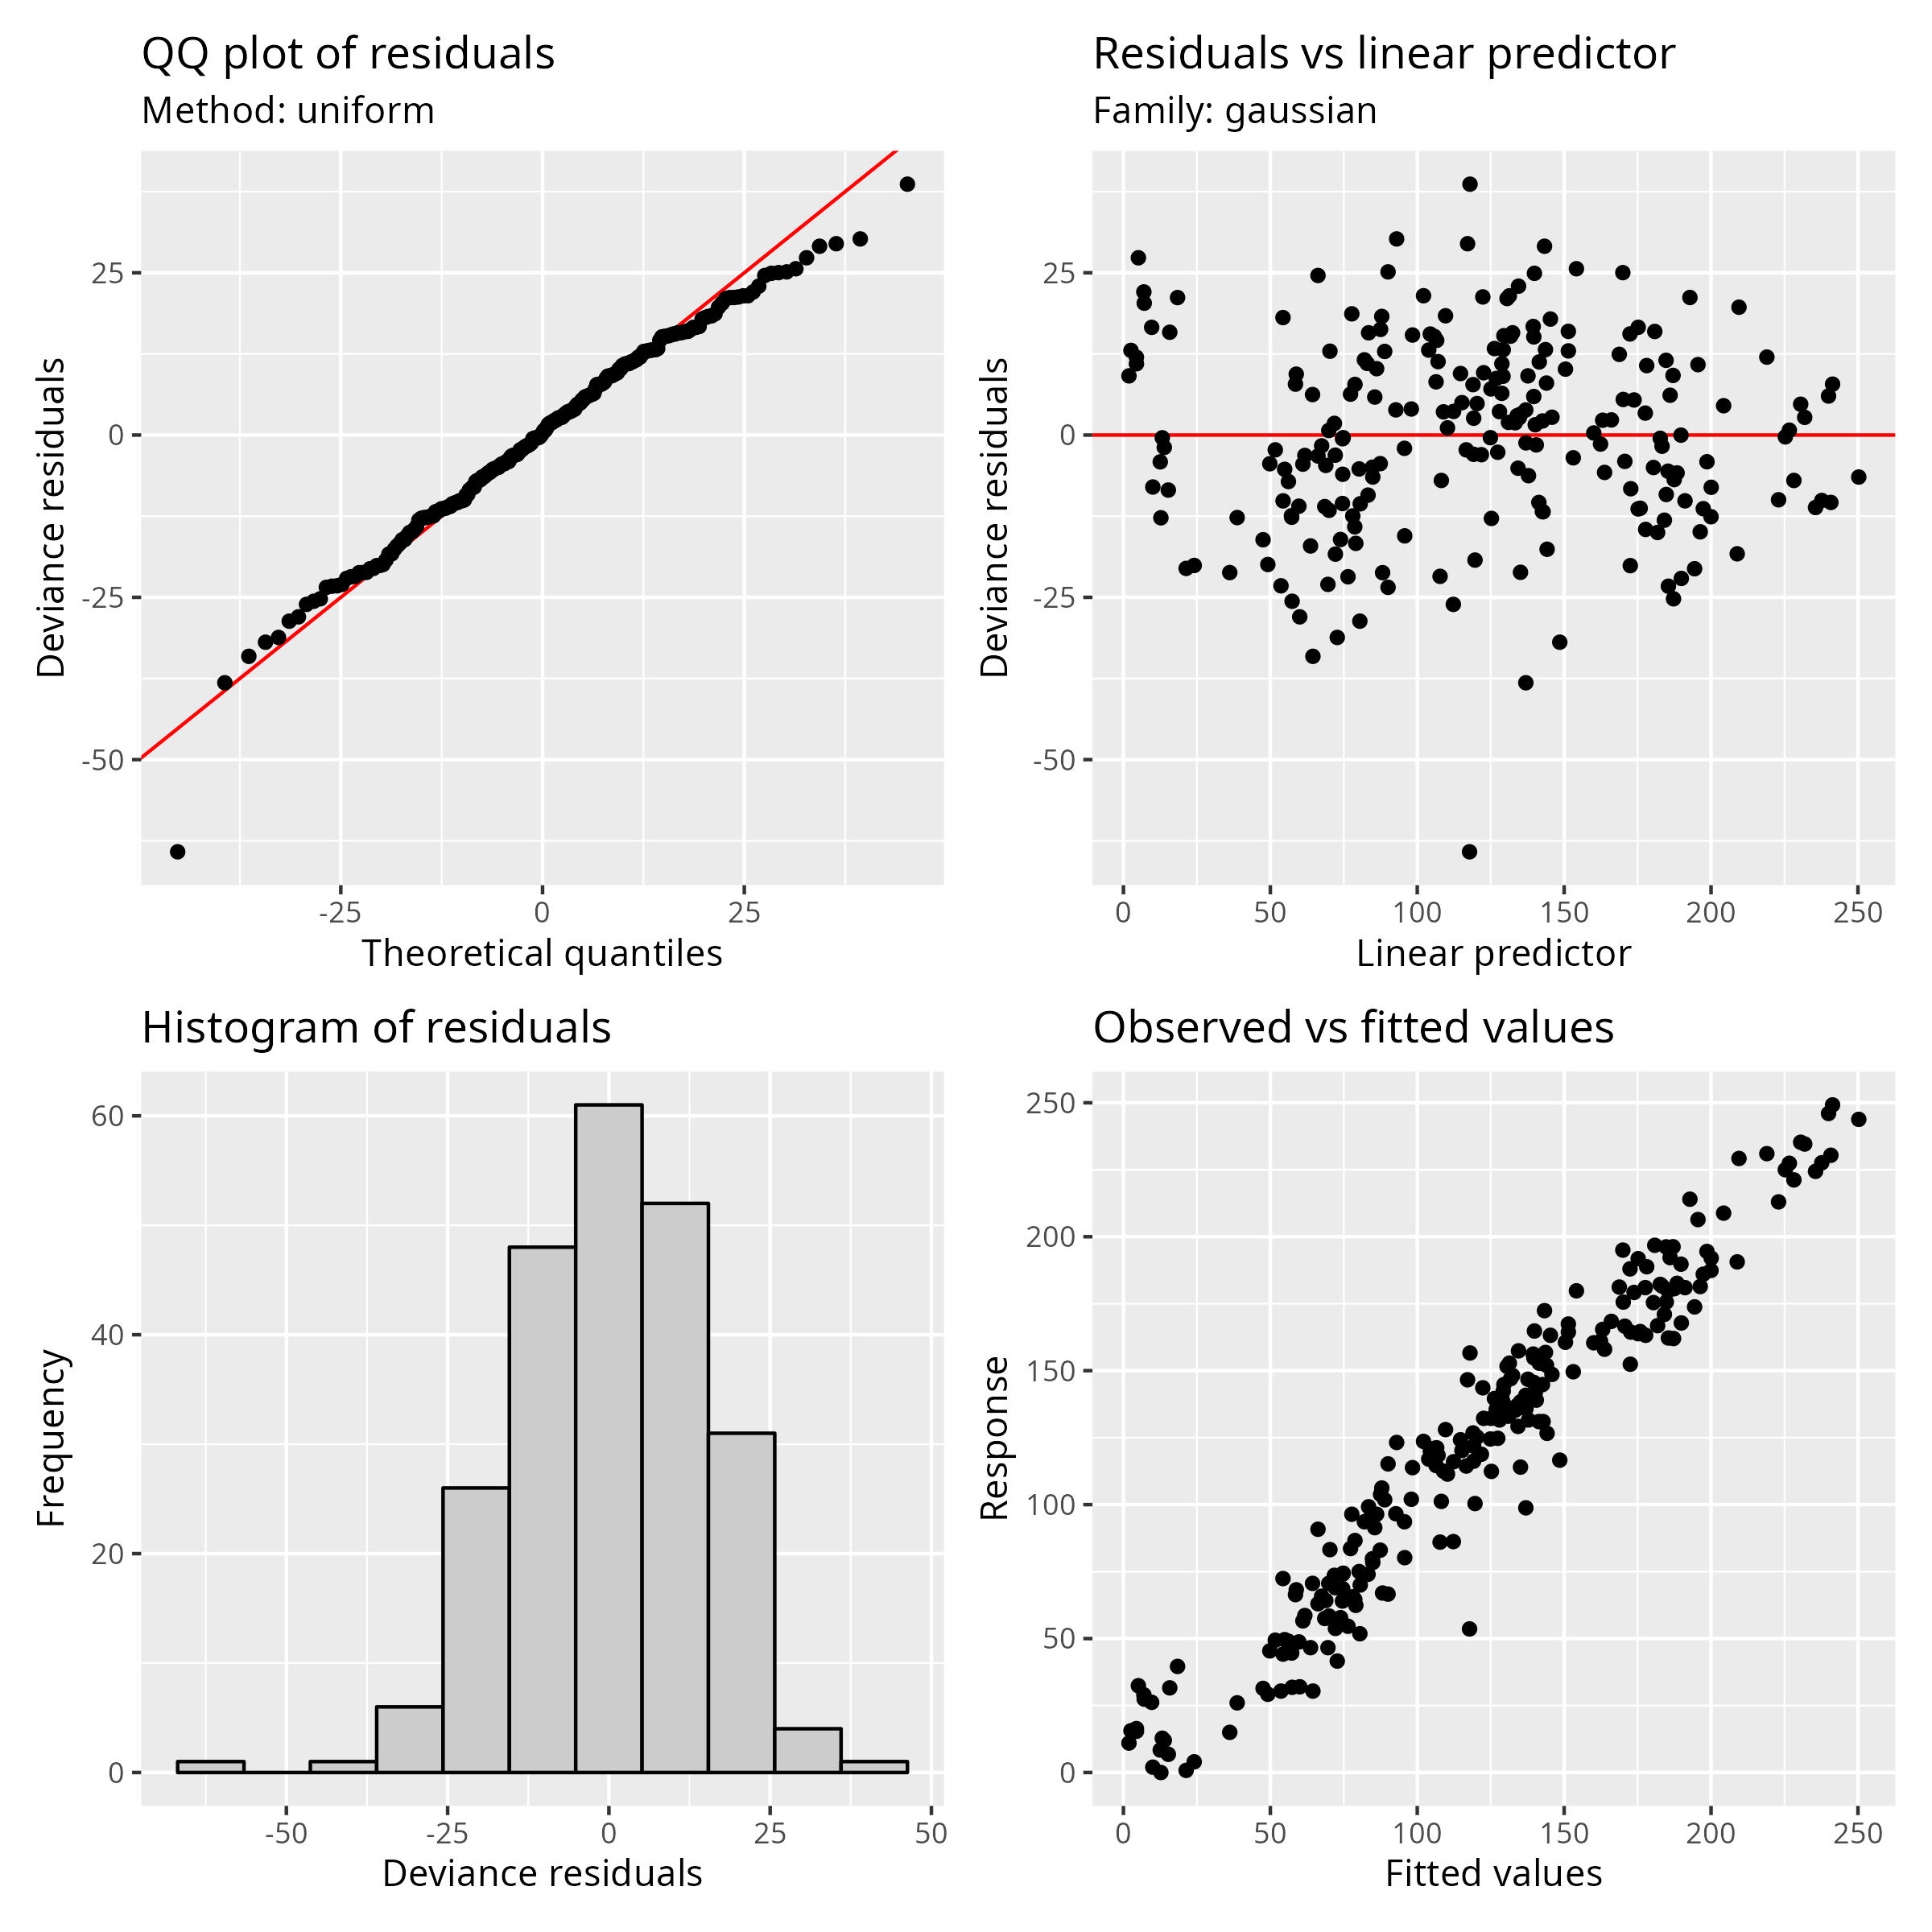 QQ plot of residuals
Method: uniform
25
0
-25
-50
Deviance residuals
-25
0
25
Theoretical quantiles
Residuals vs linear predictor
Family: gaussian
25
0
-25
-50
Deviance residuals
0
50
100
150
200
250
Linear predictor
Histogram of residuals
60
40
20
0
Frequency
-50
-25
0
25
50
Deviance residuals
Observed vs fitted values
250
200
150
100
50
0
Response
0
50
100
150
200
250
Fitted values